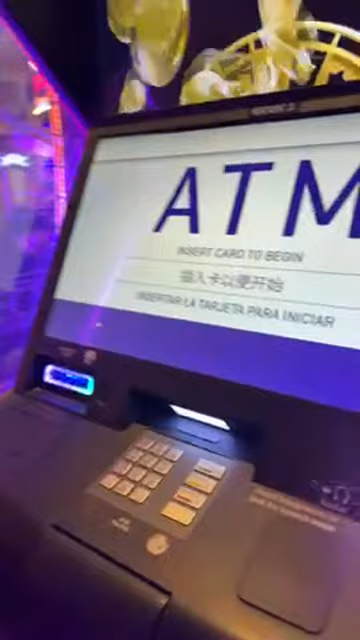 ATM
INSERT CARD TO BEGIN
插入卡以便开始
INSERTAR LA TARJETA PARA INICIAR